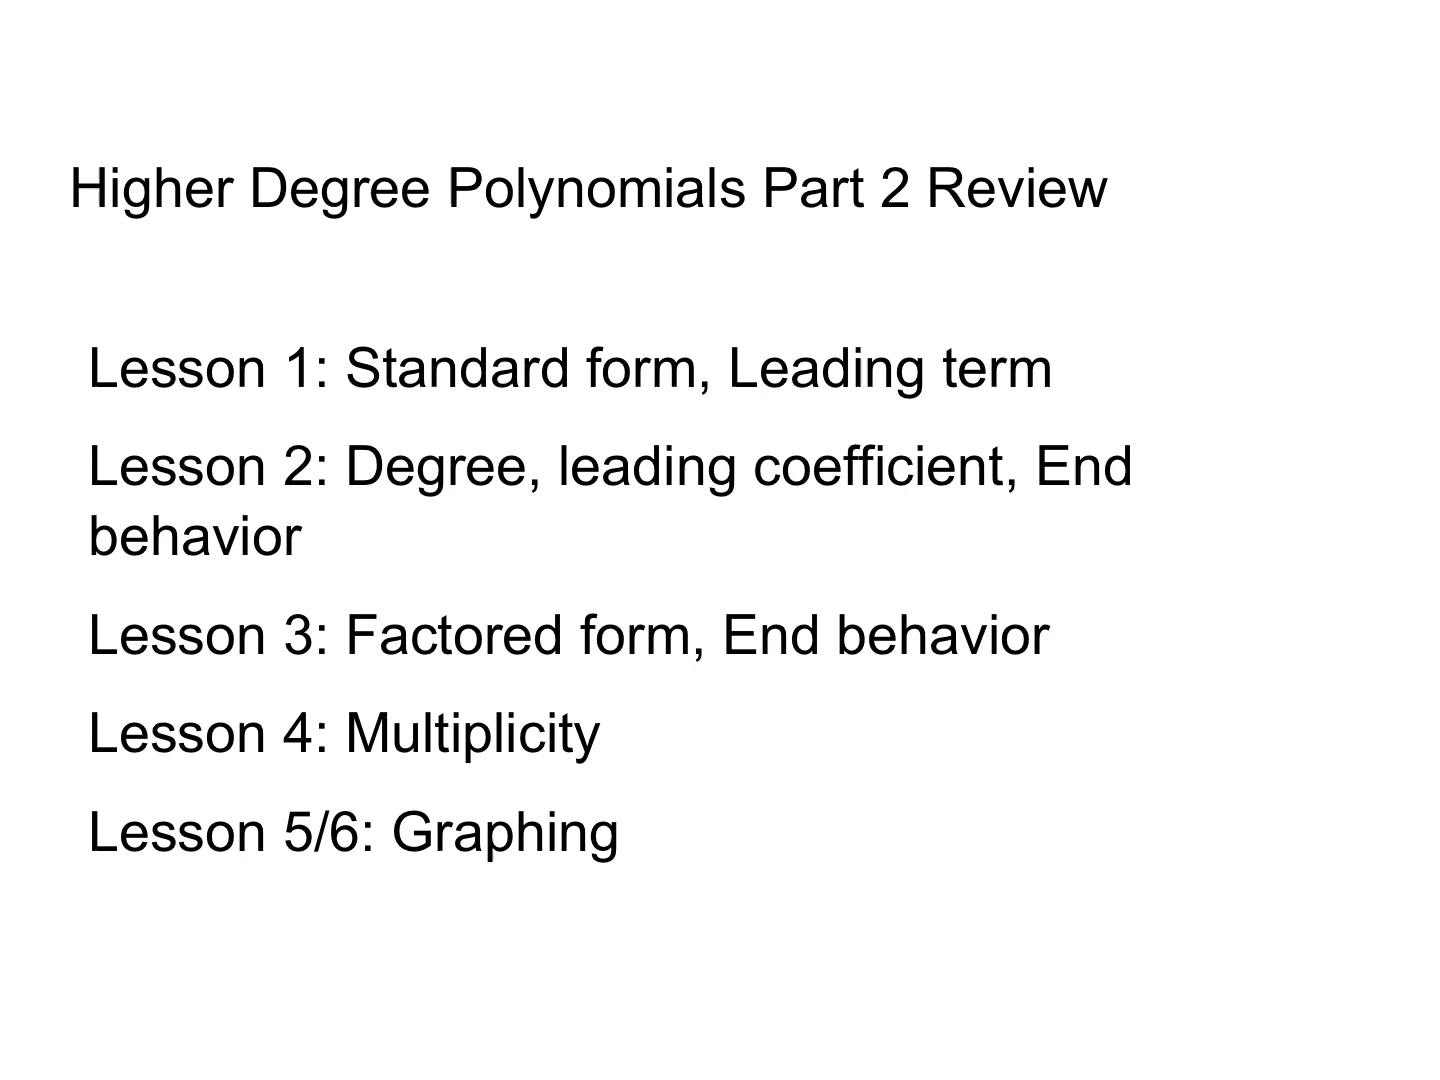 Higher Degree Polynomials Part 2 Review
Lesson 1: Standard form, Leading term
Lesson 2: Degree, leading coefficient, End
behavior
Lesson 3: Factored form, End behavior
Lesson 4: Multiplicity
Lesson 5/6: Graphing